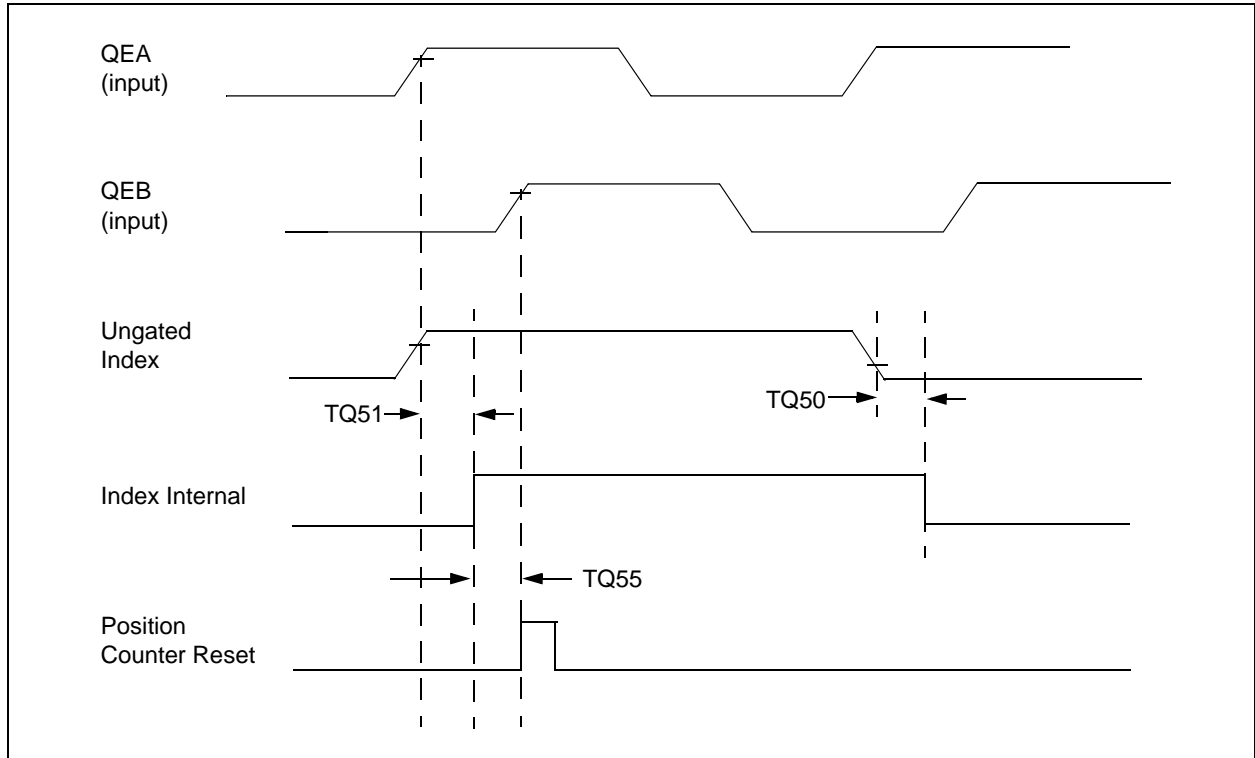 QEA
(input)
QEB
(input)
Ungated
Index
TQ51
TQ50
Index Internal
TQ55
Position
Counter Reset